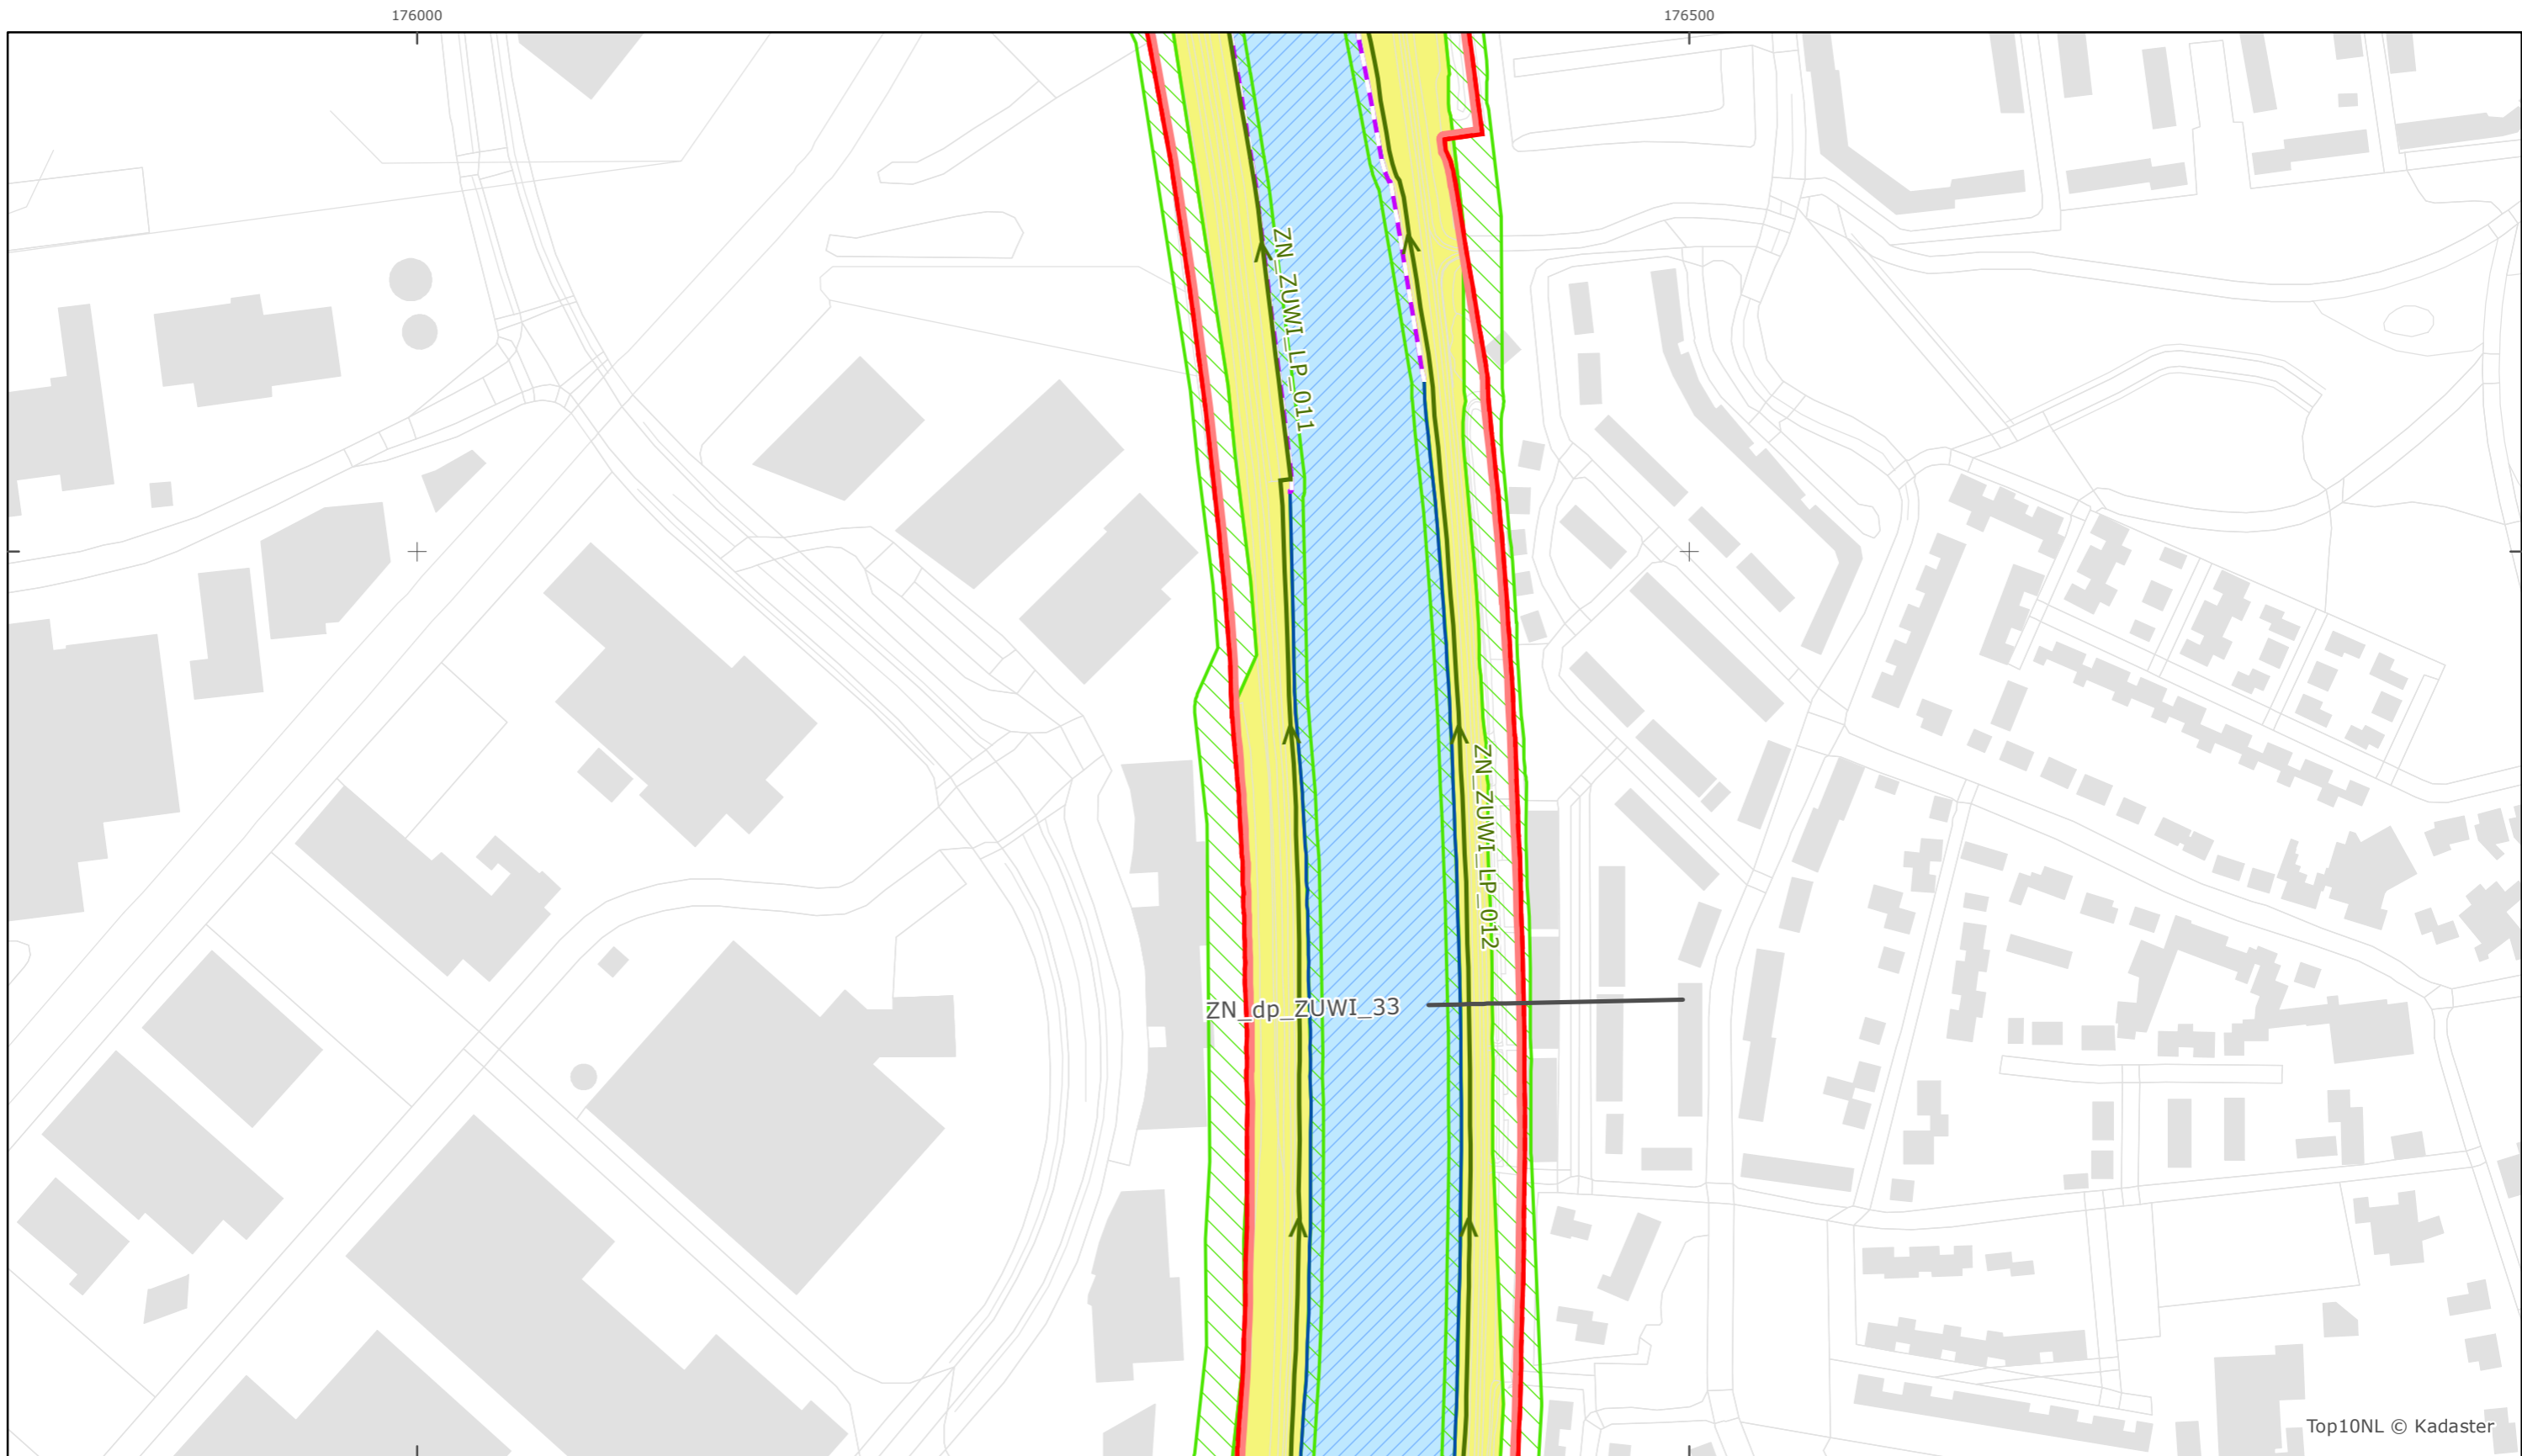 176000
176500
ZN_ZUWI_LP_011
ZN_ZUWI_LP_012
ZN_dp_ZUWI_33
Top10NL © Kadaster